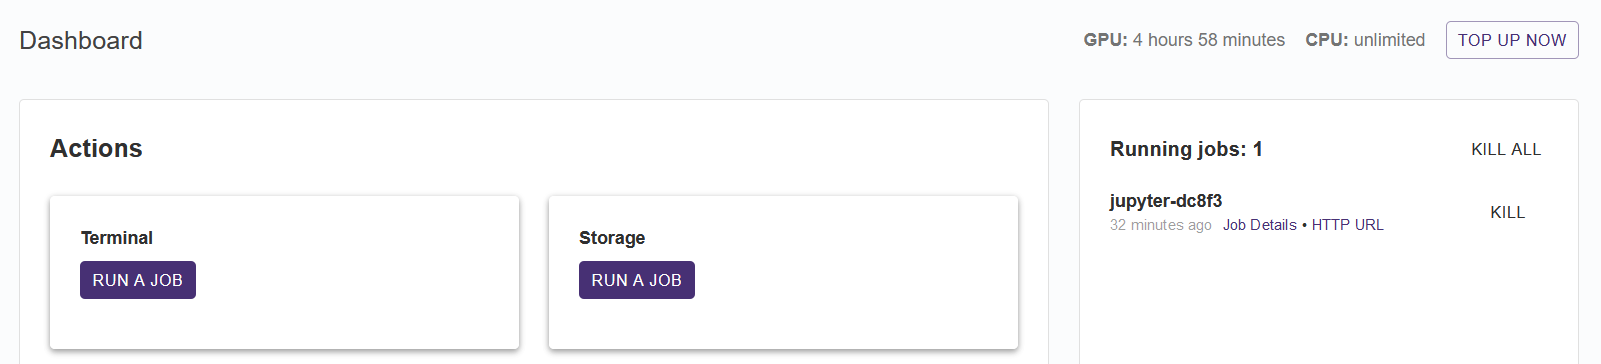 Dashboard
GPU: 4 hours 58 minutes CPU: unlimited TOP UP NOW
Actions
Terminal
RUN A JOB
Storage
RUN A JOB
Running jobs: 1 KILL ALL
jupyter-dc8f3
32 minutes ago Job Details • HTTP URL
KILL